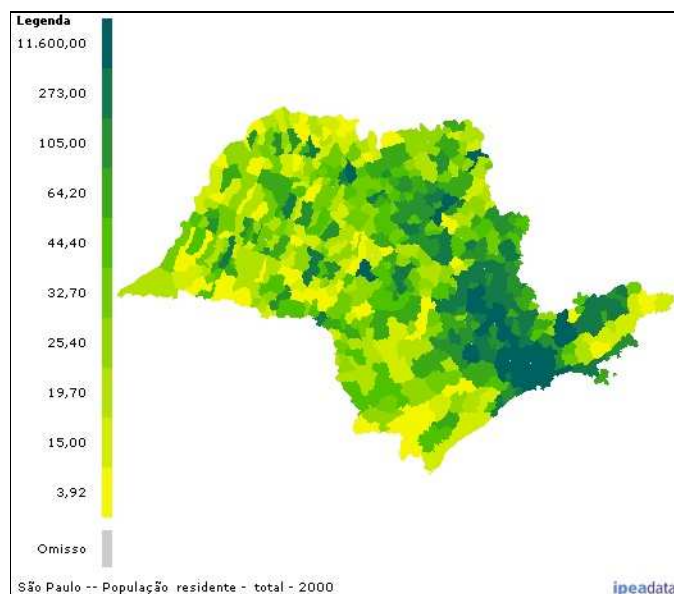 Legenda
11.600,00
273,00
105,00
64,20
44,40
32,70
25,40
19,70
15,00
3,92
Omisso
São Paulo -- População residente - total - 2000
ipeadata